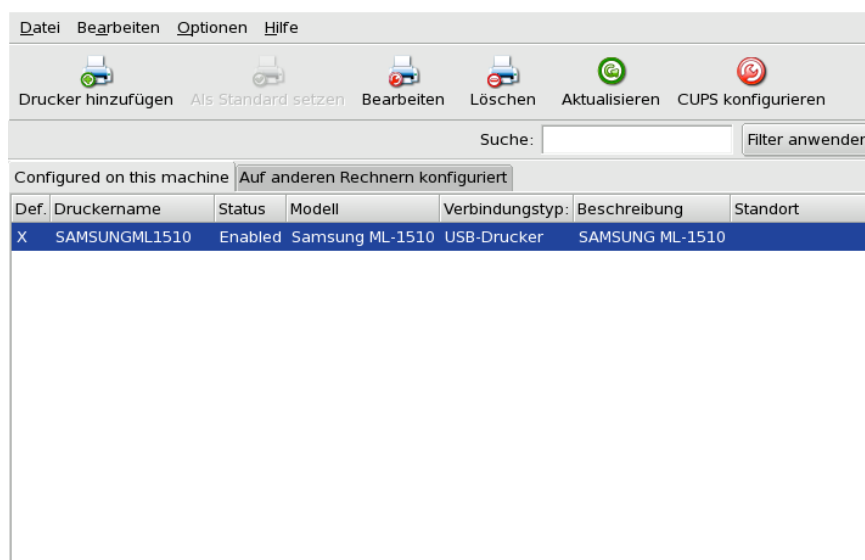 Datei Bearbeiten Optionen Hilfe
Drucker hinzufügen Als Standard setzen Bearbeiten Löschen Aktualisieren CUPS konfigurieren
Suche: Filter anwenden
Configured on this machine Auf anderen Rechnern konfiguriert
Def. Druckername Status Modell Verbindungstyp: Beschreibung Standort
X SAMSUNGML1510 Enabled Samsung ML-1510 USB-Drucker SAMSUNG ML-1510